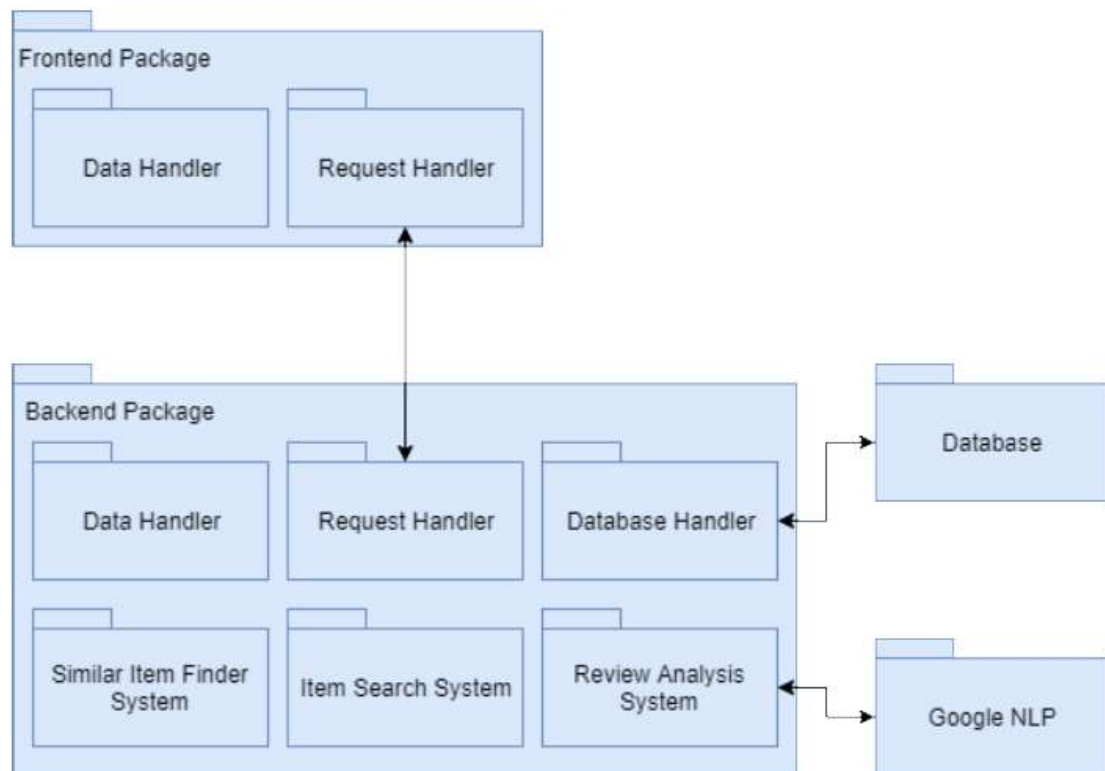 Frontend Package
Data Handler
Request Handler
Backend Package
Data Handler
Request Handler
Database Handler
Database
Similar Item Finder
System
Item Search System
Review Analysis
System
Google NLP